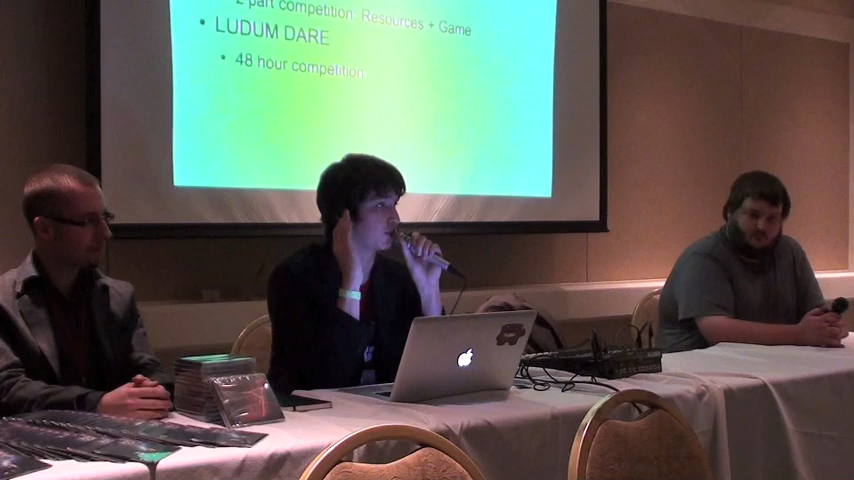 2 part competition: Resources + Game
• LUDUM DARE
• 48 hour competition